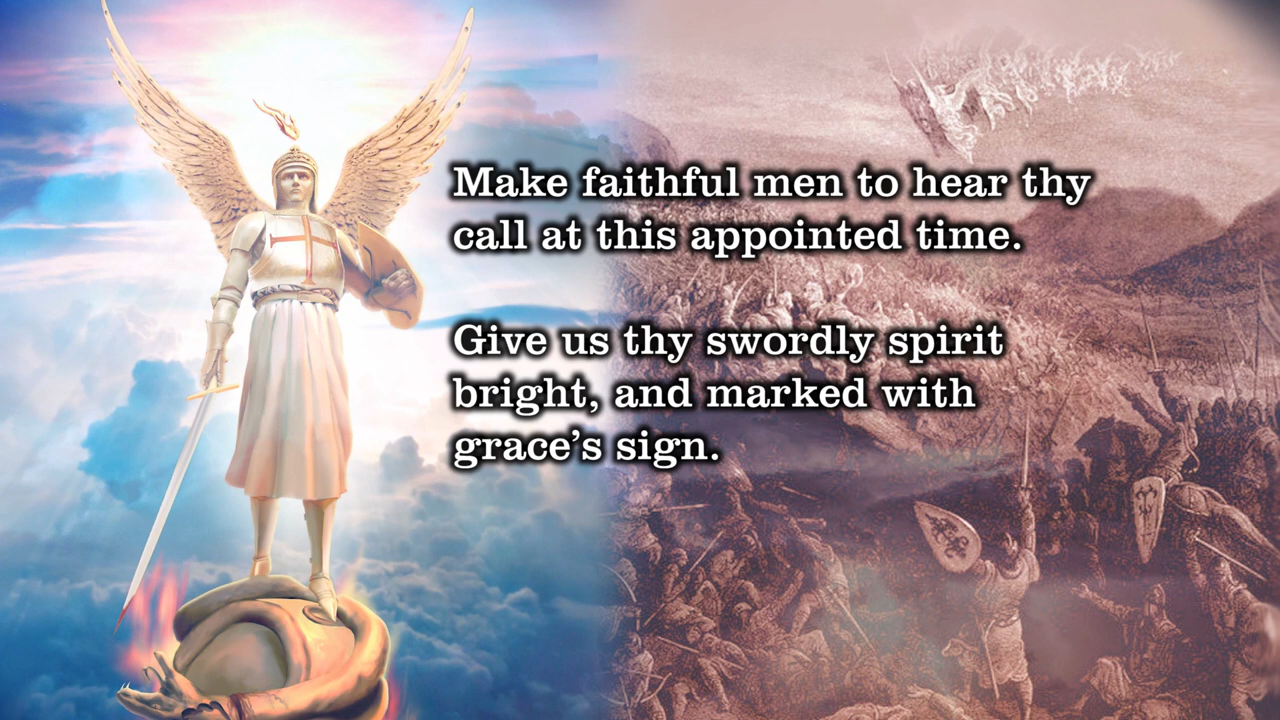 Make faithful men to hear thy
call at this appointed time.
Give us thy swordly spirit
bright, and marked with
grace’s sign.